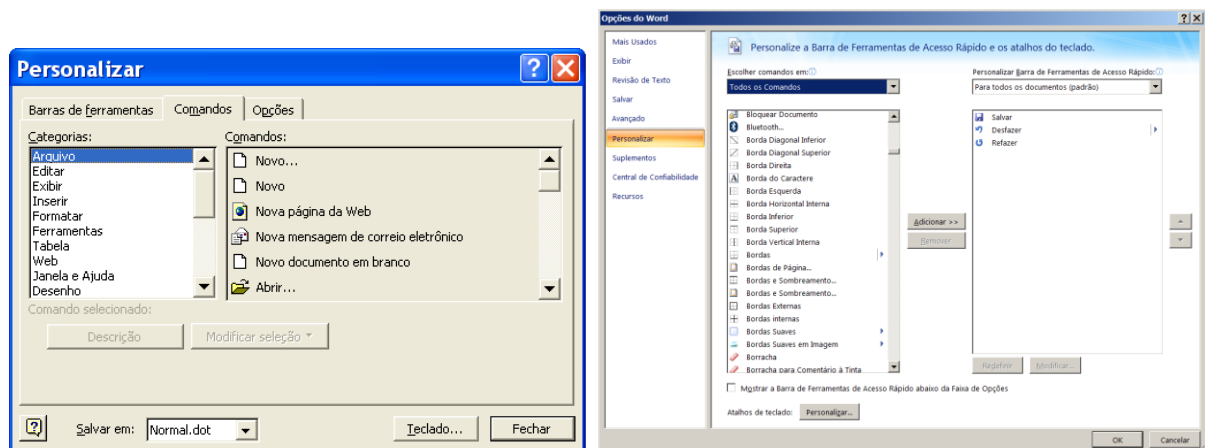 Personalizar
Barras de ferramentas
Comandos
Opções
Categorias:
Arquivo
Editar
Exibir
Inserir
Formatar
Ferramentas
Tabela
Web
Janela e Ajuda
Desenho
Comandos:
Novo...
Novo
Nova página da Web
Nova mensagem de correio eletrônico
Novo documento em branco
Abrir...
Comando selecionado:
Descrição
Modificar seleção
Salvar em:
Normal.dot
Teclado...
Fechar
Opções do Word
Mais Usados
Exibir
Revisão de Texto
Salvar
Avançado
Personalizar
Suplementos
Central de Confiabilidade
Recursos
Personalize a Barra de Ferramentas de Acesso Rápido e os atalhos do teclado.
Escolher comandos em:
Todos os Comandos
Bloquear Documento
Bluetooth...
Borda Diagonal Inferior
Borda Diagonal Superior
Borda Direita
Borda do Caractere
Borda Esquerda
Borda Horizontal Interna
Borda Inferior
Borda Superior
Borda Vertical Interna
Bordas
Bordas de Página...
Bordas e Sombreamento...
Bordas e Sombreamento...
Bordas Externas
Bordas internas
Bordas Suaves
Bordas Suaves em Imagem
Borracha
Borracha para Comentário à Tinta
Adicionar >>
Remover
Personalizar Barra de Ferramentas de Acesso Rápido:
Para todos os documentos (padrão)
Salvar
Desfazer
Refazer
Redefinir
Modificar...
Mostrar a Barra de Ferramentas de Acesso Rápido abaixo da Faixa de Opções
Atalhos de teclado:
Personalizar...
OK
Cancelar